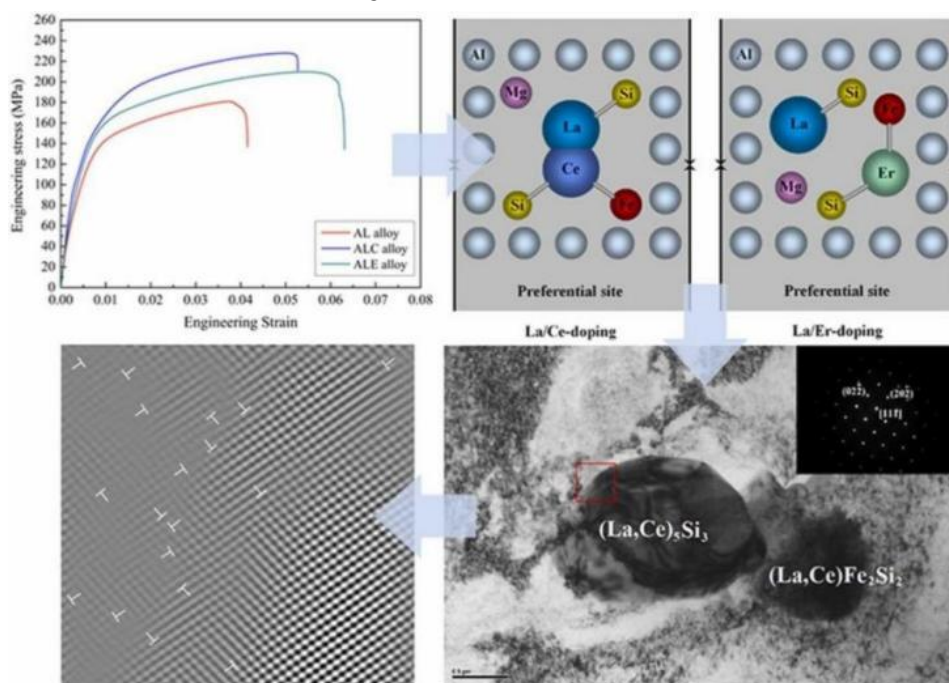 260
240
220
200
180
160
140
120
100
80
60
40
20
0
Engineering stress (MPa)
AL alloy
ALC alloy
ALE alloy
0.00 0.01 0.02 0.03 0.04 0.05 0.06 0.07 0.08
Engineering Strain
Al
Mg
Si
La
Ce
Si
Fe
Preferential site
La/Ce-doping
Al
Si
Fe
La
Er
Mg
Si
Preferential site
La/Er-doping
(La,Ce)₅Si₃
(La,Ce)Fe₂Si₂